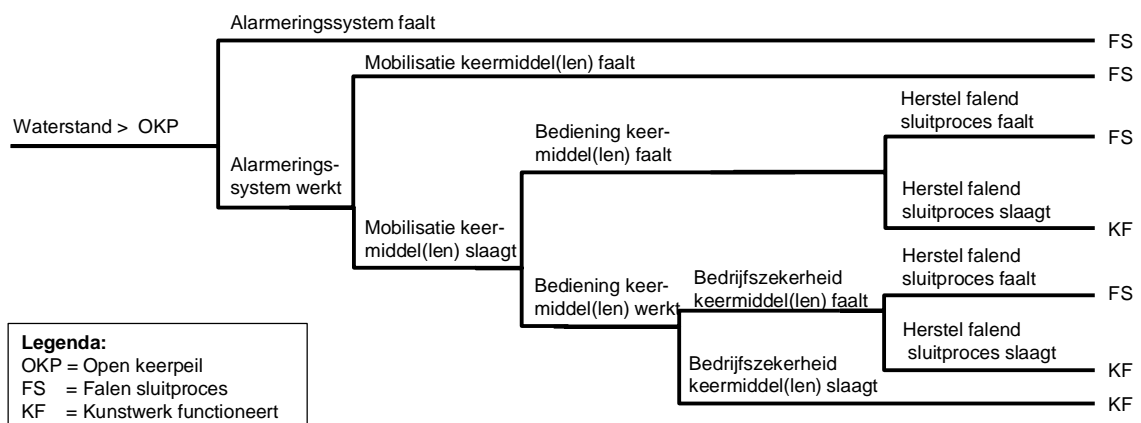 Alarmeringssystem faalt
FS
Mobilisatie keermiddel(len) faalt
FS
Waterstand > OKP
Alarmerings-
systeem werkt
Mobilisatie keer-
middel(len) slaagt
Bediening keer-
middel(len) faalt
Herstel falend
sluitproces faalt
FS
Herstel falend
sluitproces slaagt
KF
Bediening keer-
middel(len) werkt
Bedrijfszekerheid
keermiddel(len) faalt
Herstel falend
sluitproces faalt
FS
Herstel falend
sluitproces slaagt
KF
Bedrijfszekerheid
keermiddel(len) slaagt
KF
Legenda:
OKP = Open keerpeil
FS = Falen sluitproces
KF = Kunstwerk functioneert